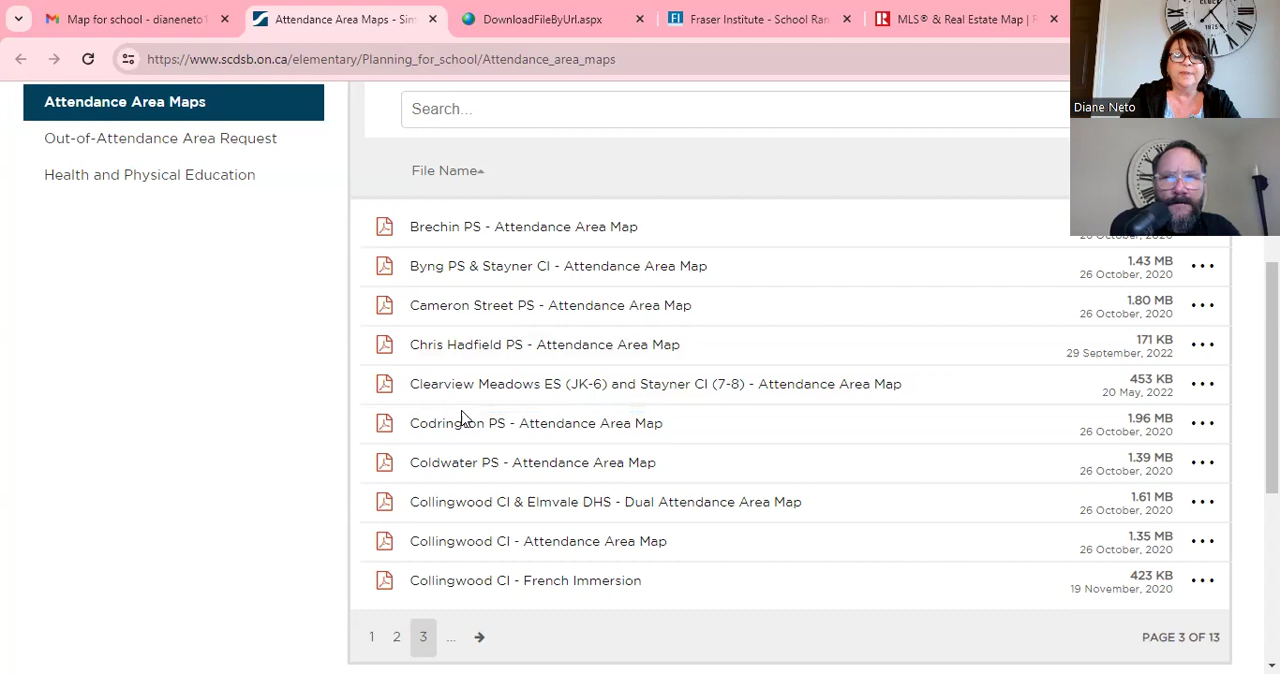 Map for school - dianeneto1
Attendance Area Maps - Sim
DownloadFileByUrl.aspx
Fraser Institute - School Ran
MLS® & Real Estate Map | R
https://www.scdsb.on.ca/elementary/Planning_for_school/Attendance_area_maps
Diane Neto
Attendance Area Maps
Out-of-Attendance Area Request
Health and Physical Education
Search...
File Name
Brechin PS - Attendance Area Map
26 October, 2020
Byng PS & Stayner CI - Attendance Area Map
1.43 MB
26 October, 2020
Cameron Street PS - Attendance Area Map
1.80 MB
26 October, 2020
Chris Hadfield PS - Attendance Area Map
171 KB
29 September, 2022
Clearview Meadows ES (JK-6) and Stayner CI (7-8) - Attendance Area Map
453 KB
20 May, 2022
Codrington PS - Attendance Area Map
1.96 MB
26 October, 2020
Coldwater PS - Attendance Area Map
1.39 MB
26 October, 2020
Collingwood CI & Elmvale DHS - Dual Attendance Area Map
1.61 MB
26 October, 2020
Collingwood CI - Attendance Area Map
1.35 MB
26 October, 2020
Collingwood CI - French Immersion
423 KB
19 November, 2020
1 2 3 ...
PAGE 3 OF 13